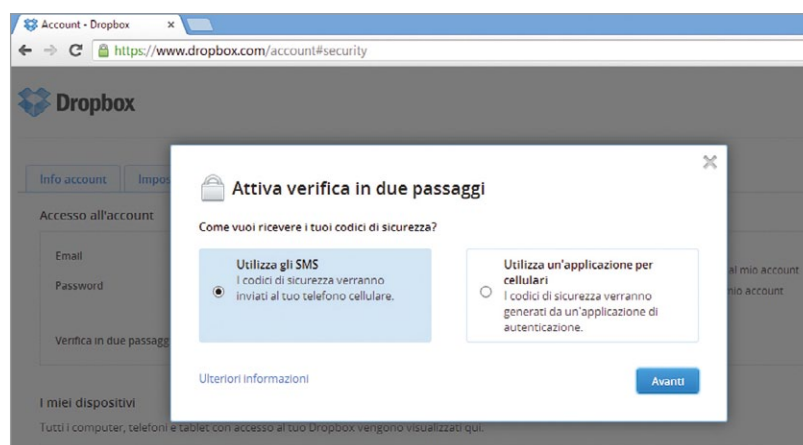 Account - Dropbox
https://www.dropbox.com/account#security
Dropbox
Info account Impos
Attiva verifica in due passaggi
Accesso all'account
Come vuoi ricevere i tuoi codici di sicurezza?
Email
Password
Verifica in due passagg
Utilizza gli SMS
I codici di sicurezza verranno
inviati al tuo telefono cellulare.
Utilizza un'applicazione per
cellulari
I codici di sicurezza verranno
generati da un'applicazione di
autenticazione.
al mio account
mio account
Ulteriori informazioni
Avanti
I miei dispositivi
Tutti i computer, telefoni e tablet con accesso al tuo Dropbox vengono visualizzati qui.